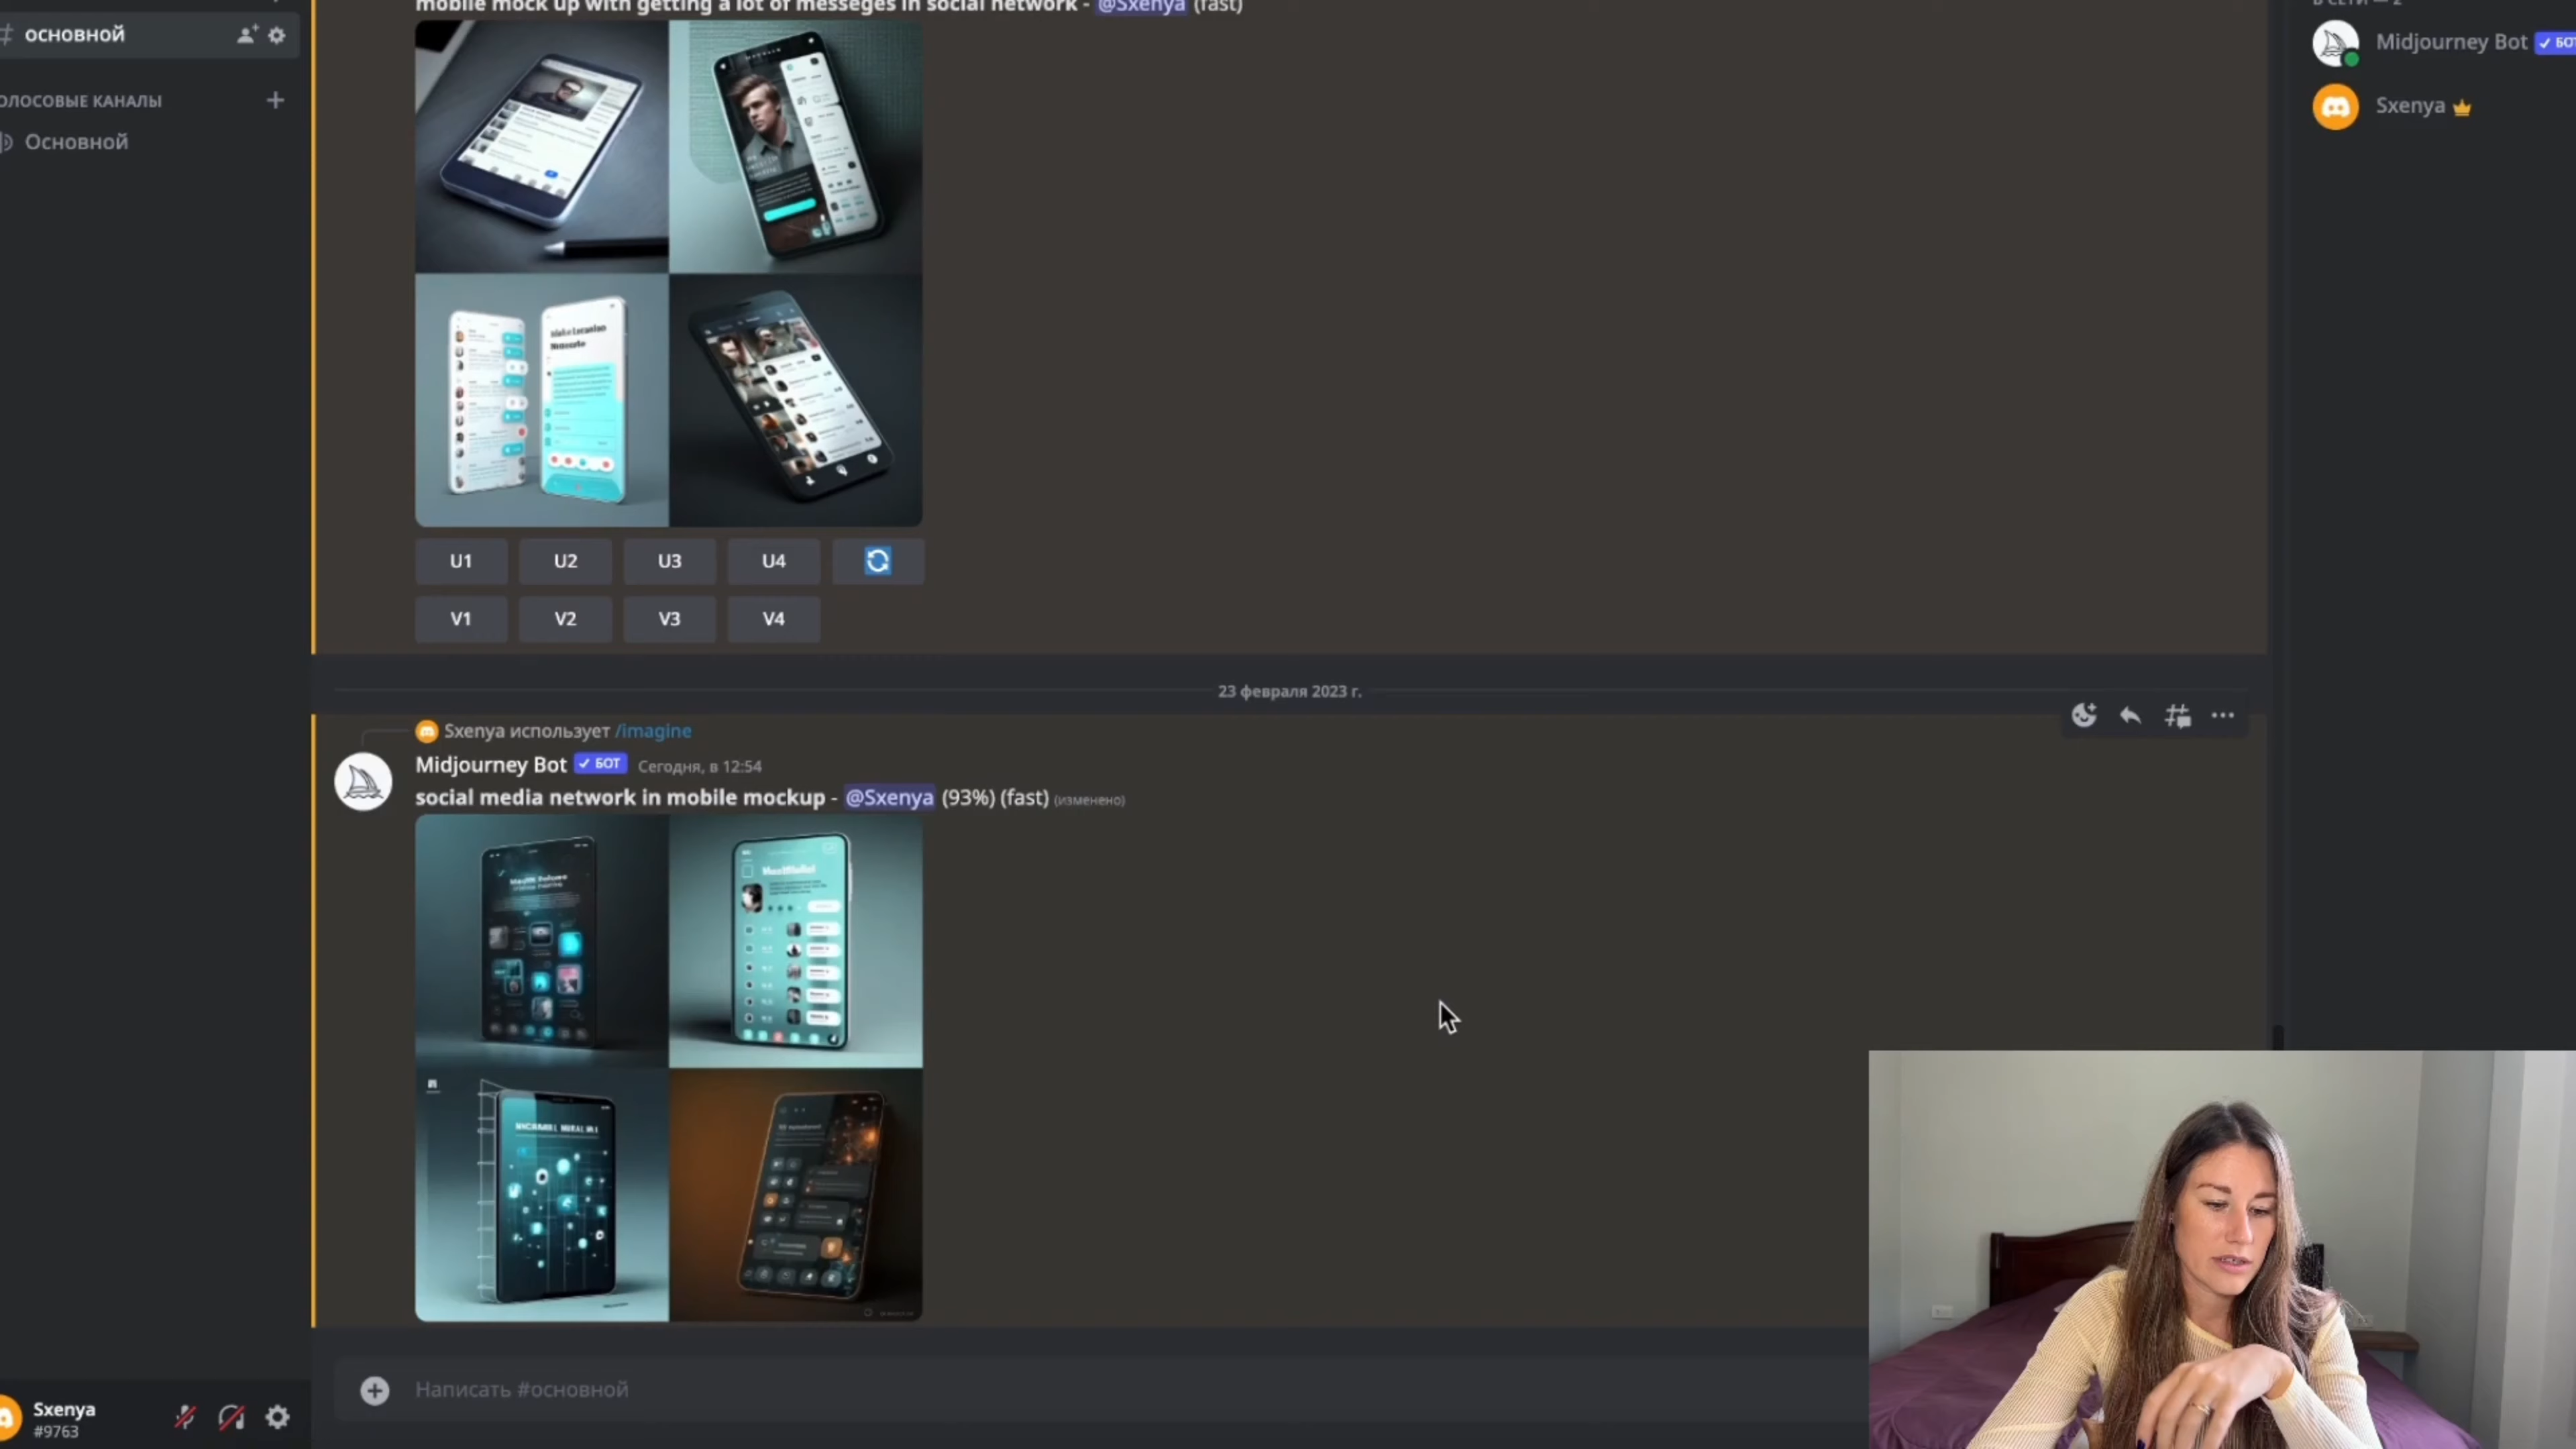 mobile mock up with getting a lot of messeges in social network - @Sxenya (fast)
# основной
ОЛОСОВЫЕ КАНАЛЫ
Основной
U1 U2 U3 U4
V1 V2 V3 V4
23 февраля 2023 г.
Sxenya использует /imagine
Midjourney Bot БОТ Сегодня, в 12:54
social media network in mobile mockup - @Sxenya (93%) (fast) (изменено)
Написать #основной
Sxenya
#9763
В СЕТИ — 2
Midjourney Bot БОТ
Sxenya